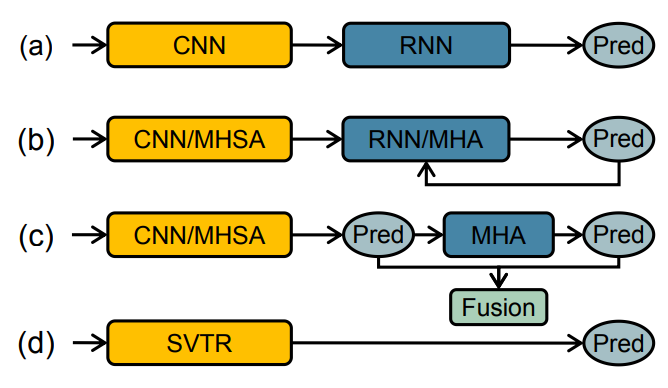 (a) CNN RNN Pred
(b) CNN/MHSA RNN/MHA Pred
(c) CNN/MHSA Pred MHA Pred
Fusion
(d) SVTR Pred